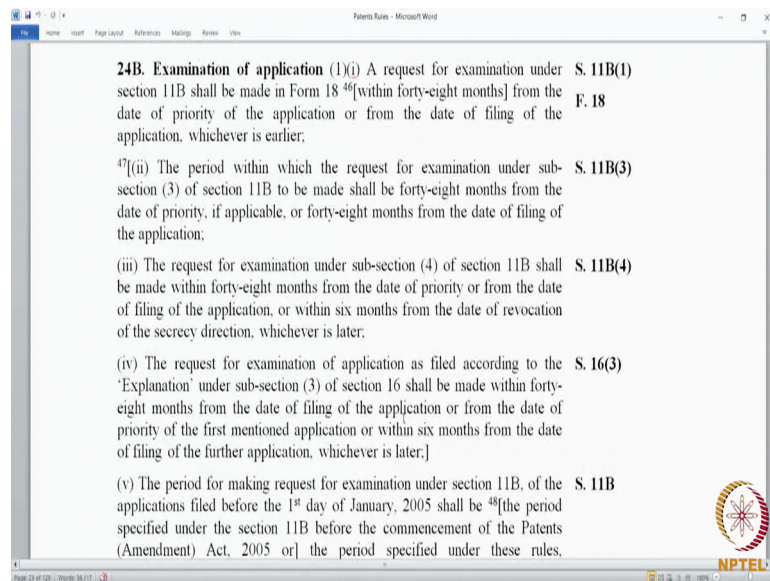 Patents Rules - Microsoft Word
File Home Insert Page Layout References Mailings Review View
24B. Examination of application (1)(i) A request for examination under S. 11B(1)
section 11B shall be made in Form 18 46[within forty-eight months] from the
F. 18
date of priority of the application or from the date of filing of the
application, whichever is earlier;
47[(ii) The period within which the request for examination under sub- S. 11B(3)
section (3) of section 11B to be made shall be forty-eight months from the
date of priority, if applicable, or forty-eight months from the date of filing of
the application;
(iii) The request for examination under sub-section (4) of section 11B shall S. 11B(4)
be made within forty-eight months from the date of priority or from the date
of filing of the application, or within six months from the date of revocation
of the secrecy direction, whichever is later;
(iv) The request for examination of application as filed according to the S. 16(3)
‘Explanation’ under sub-section (3) of section 16 shall be made within forty-
eight months from the date of filing of the application or from the date of
priority of the first mentioned application or within six months from the date
of filing of the further application, whichever is later;]
(v) The period for making request for examination under section 11B, of the S. 11B
applications filed before the 1st day of January, 2005 shall be 48[the period
specified under the section 11B before the commencement of the Patents
(Amendment) Act, 2005 or] the period specified under these rules,
NPTEL
Page: 23 of 128 Words: 36,117 100%